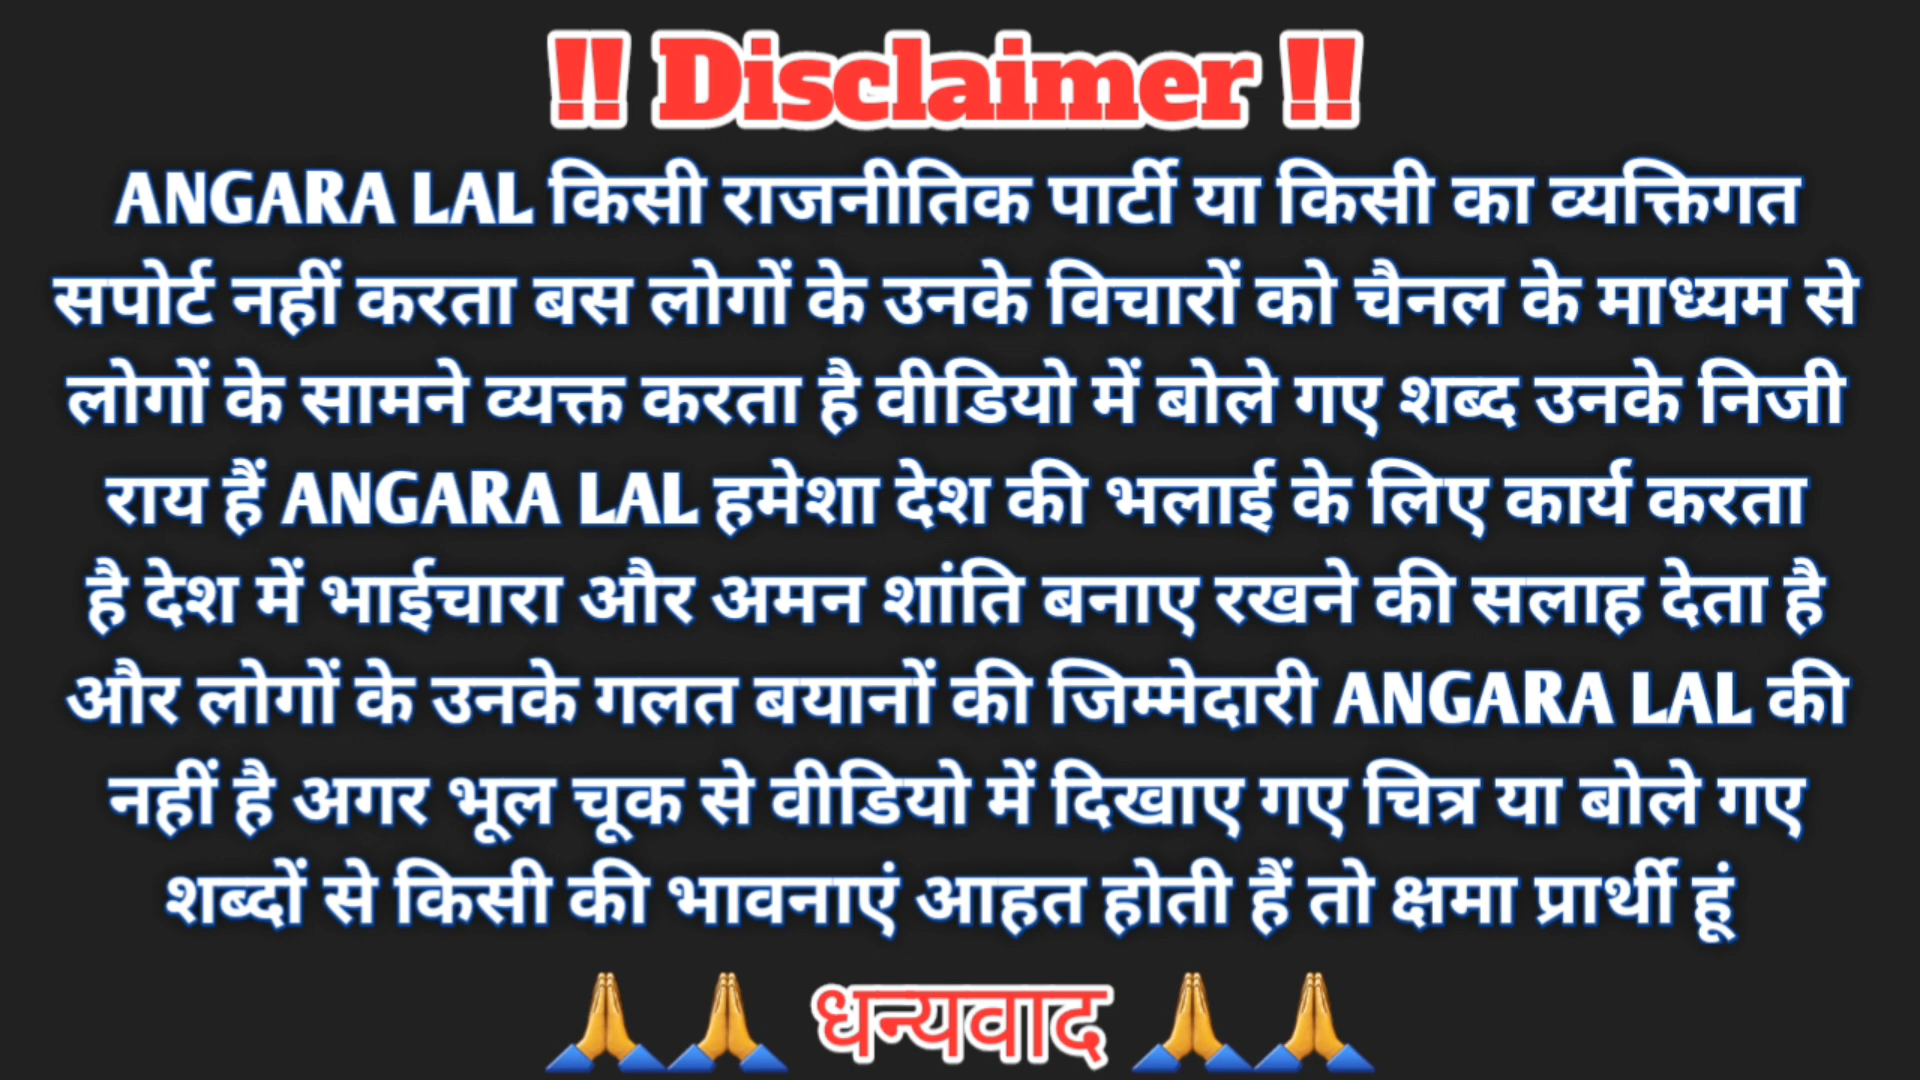 ‼ Disclaimer ‼
ANGARA LAL किसी राजनीतिक पार्टी या किसी का व्यक्तिगत
सपोर्ट नहीं करता बस लोगों के उनके विचारों को चैनल के माध्यम से
लोगों के सामने व्यक्त करता है वीडियो में बोले गए शब्द उनके निजी
राय हैं ANGARA LAL हमेशा देश की भलाई के लिए कार्य करता
है देश में भाईचारा और अमन शांति बनाए रखने की सलाह देता है
और लोगों के उनके गलत बयानों की जिम्मेदारी ANGARA LAL की
नहीं है अगर भूल चूक से वीडियो में दिखाए गए चित्र या बोले गए
शब्दों से किसी की भावनाएं आहत होती हैं तो क्षमा प्रार्थी हूं
🙏🙏 धन्यवाद 🙏🙏